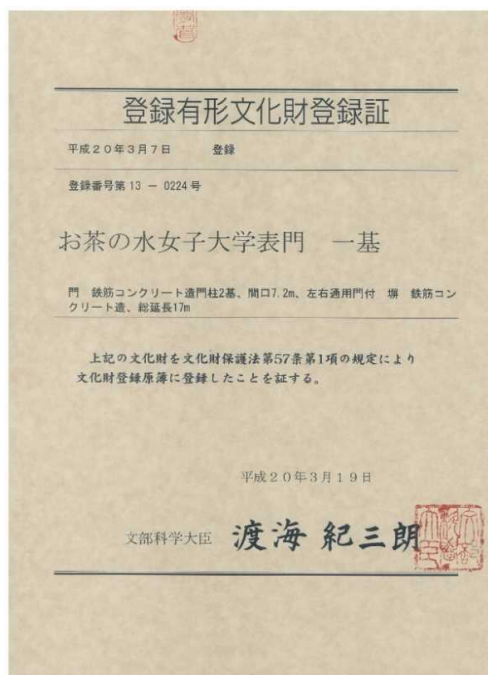 登録有形文化財登録証
平成20年3月7日 登録
登録番号第 13 － 0224 号
お茶の水女子大学表門 一基
門 鉄筋コンクリート造門柱2基、間口7.2m、左右通用門付 塀 鉄筋コン
クリート造、総延長17m
上記の文化財を文化財保護法第57条第1項の規定により
文化財登録原簿に登録したことを証する。
平成20年3月19日
文部科学大臣 渡海 紀三朗